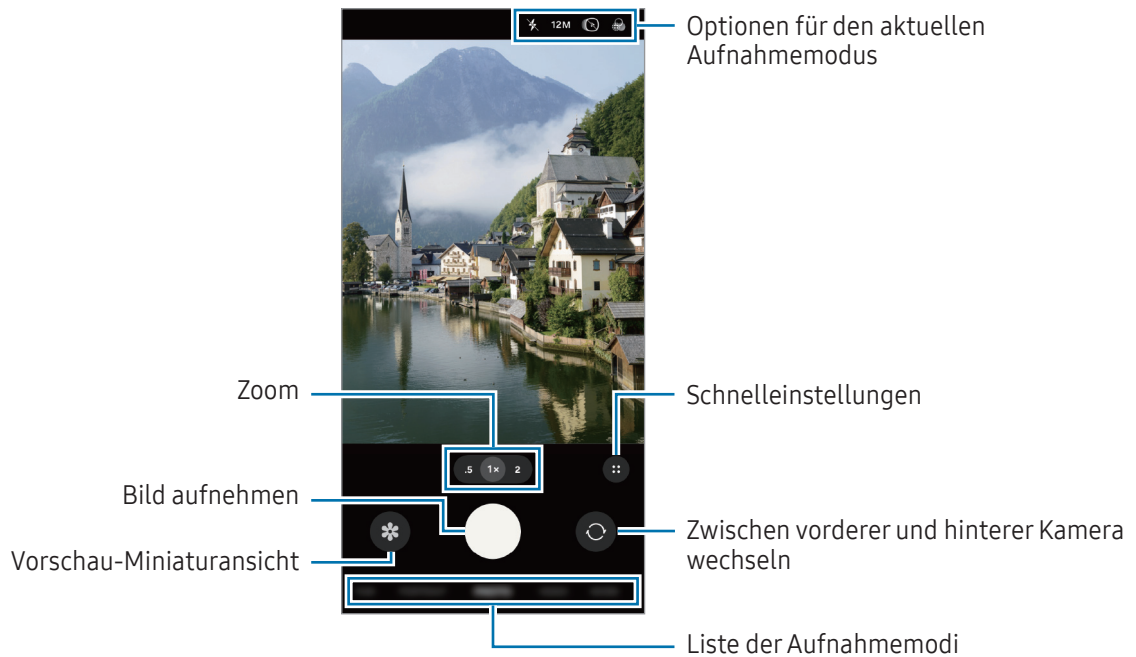 Optionen für den aktuellen
Aufnahmemodus
12M
Zoom
Schnelleinstellungen
.5 1× 2
Bild aufnehmen
Zwischen vorderer und hinterer Kamera
wechseln
Vorschau-Miniaturansicht
Liste der Aufnahmemodi